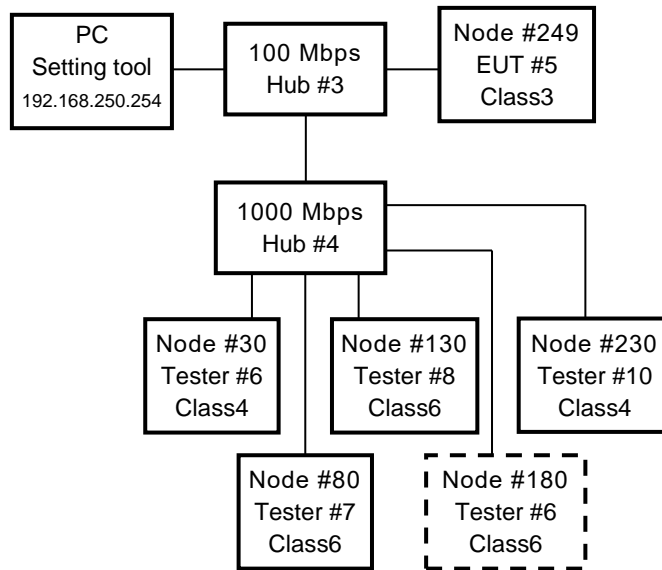 PC
Setting tool
192.168.250.254
100 Mbps
Hub #3
Node #249
EUT #5
Class3
1000 Mbps
Hub #4
Node #30
Tester #6
Class4
Node #130
Tester #8
Class6
Node #230
Tester #10
Class4
Node #80
Tester #7
Class6
Node #180
Tester #6
Class6